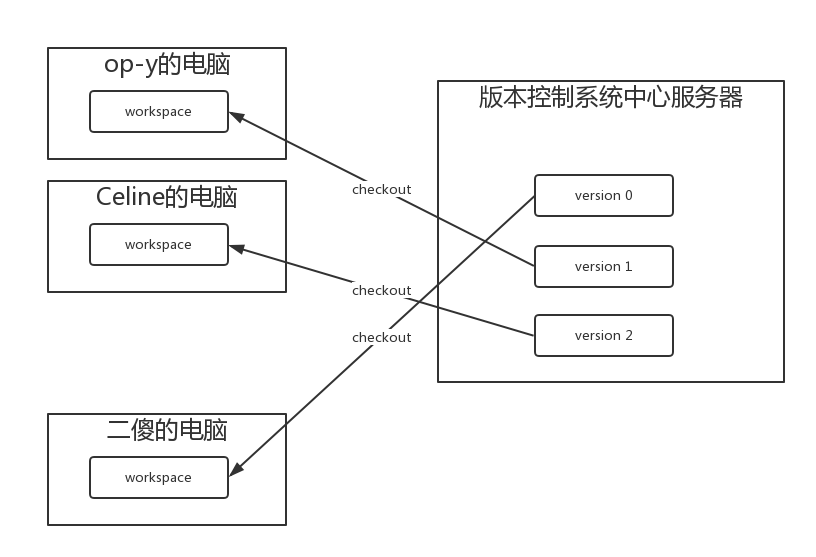 op-y的电脑
workspace
版本控制系统中心服务器
checkout
version 0
Celine的电脑
workspace
version 1
checkout
version 2
checkout
二傻的电脑
workspace